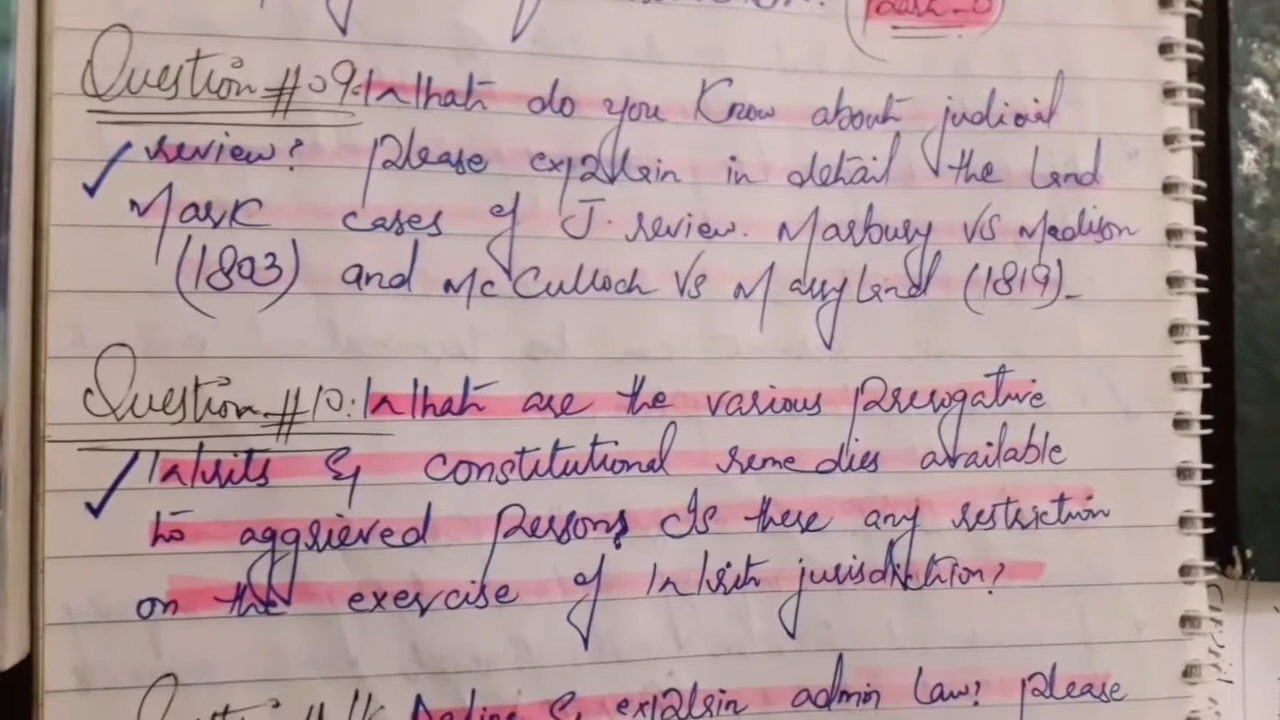 Question #09: What do you Know about judicial
review? Please explain in detail the land
Mark cases of J. review. Marbury VS Madison
(1803) and McCulloch Vs Maryland (1819)-
Question #10: What are the various Prerogative
Writs & constitutional remedies available
to aggrieved Persons Is there any restriction
on the exercise of Writ jurisdiction?
explain admin law? Please